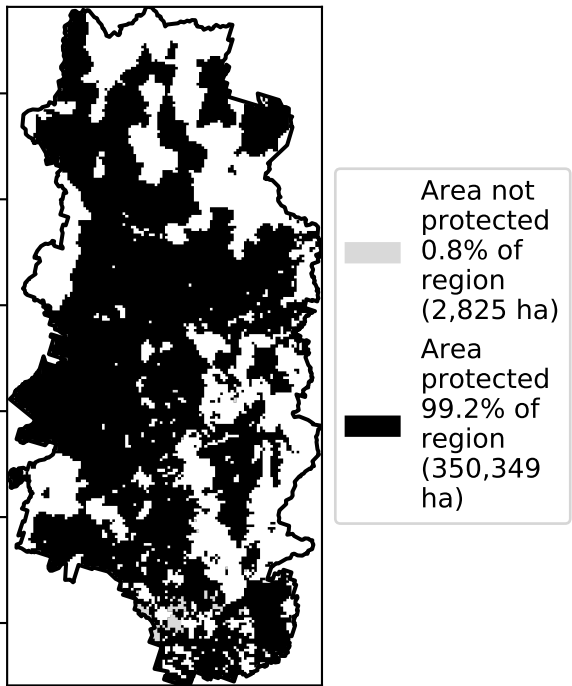 Area not
protected
0.8% of
region
(2,825 ha)
Area
protected
99.2% of
region
(350,349
ha)